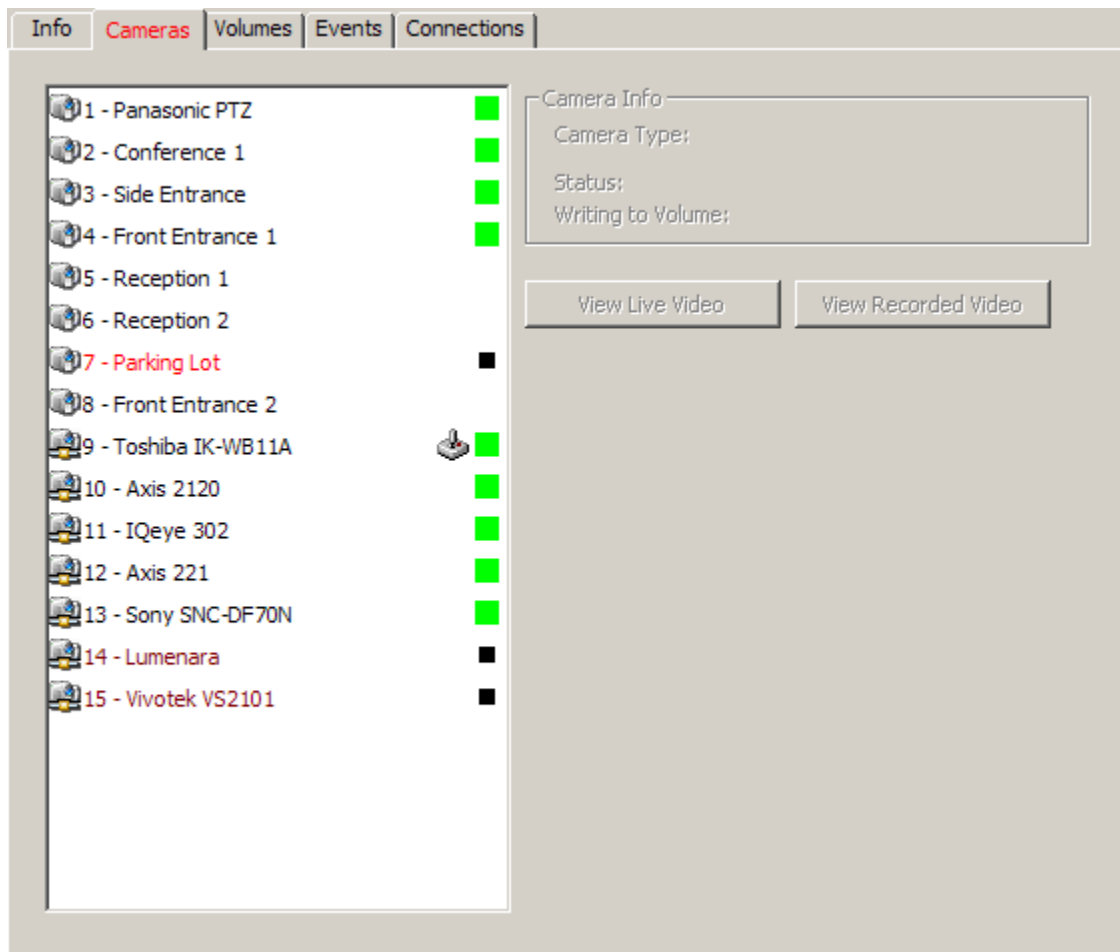 Info Cameras Volumes Events Connections
1 - Panasonic PTZ
2 - Conference 1
3 - Side Entrance
4 - Front Entrance 1
5 - Reception 1
6 - Reception 2
7 - Parking Lot
8 - Front Entrance 2
9 - Toshiba IK-WB11A
10 - Axis 2120
11 - IQeye 302
12 - Axis 221
13 - Sony SNC-DF70N
14 - Lumenara
15 - Vivotek VS2101
Camera Info
Camera Type:
Status:
Writing to Volume:
View Live Video View Recorded Video